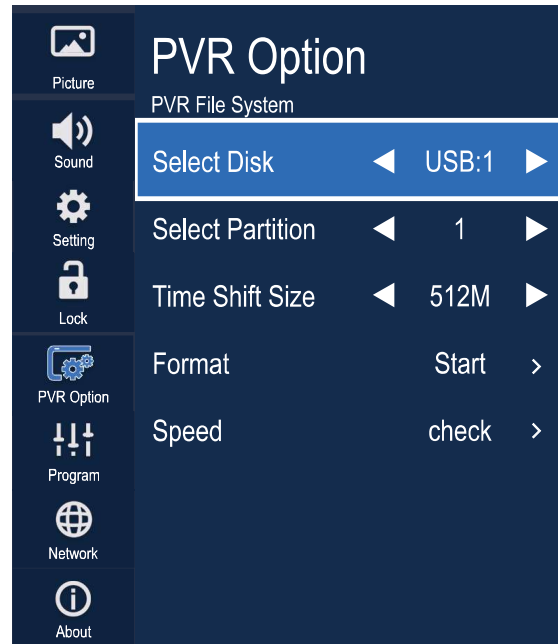 Picture
Sound
Setting
Lock
PVR Option
Program
Network
About
PVR Option
PVR File System
Select Disk USB:1
Select Partition 1
Time Shift Size 512M
Format Start
Speed check